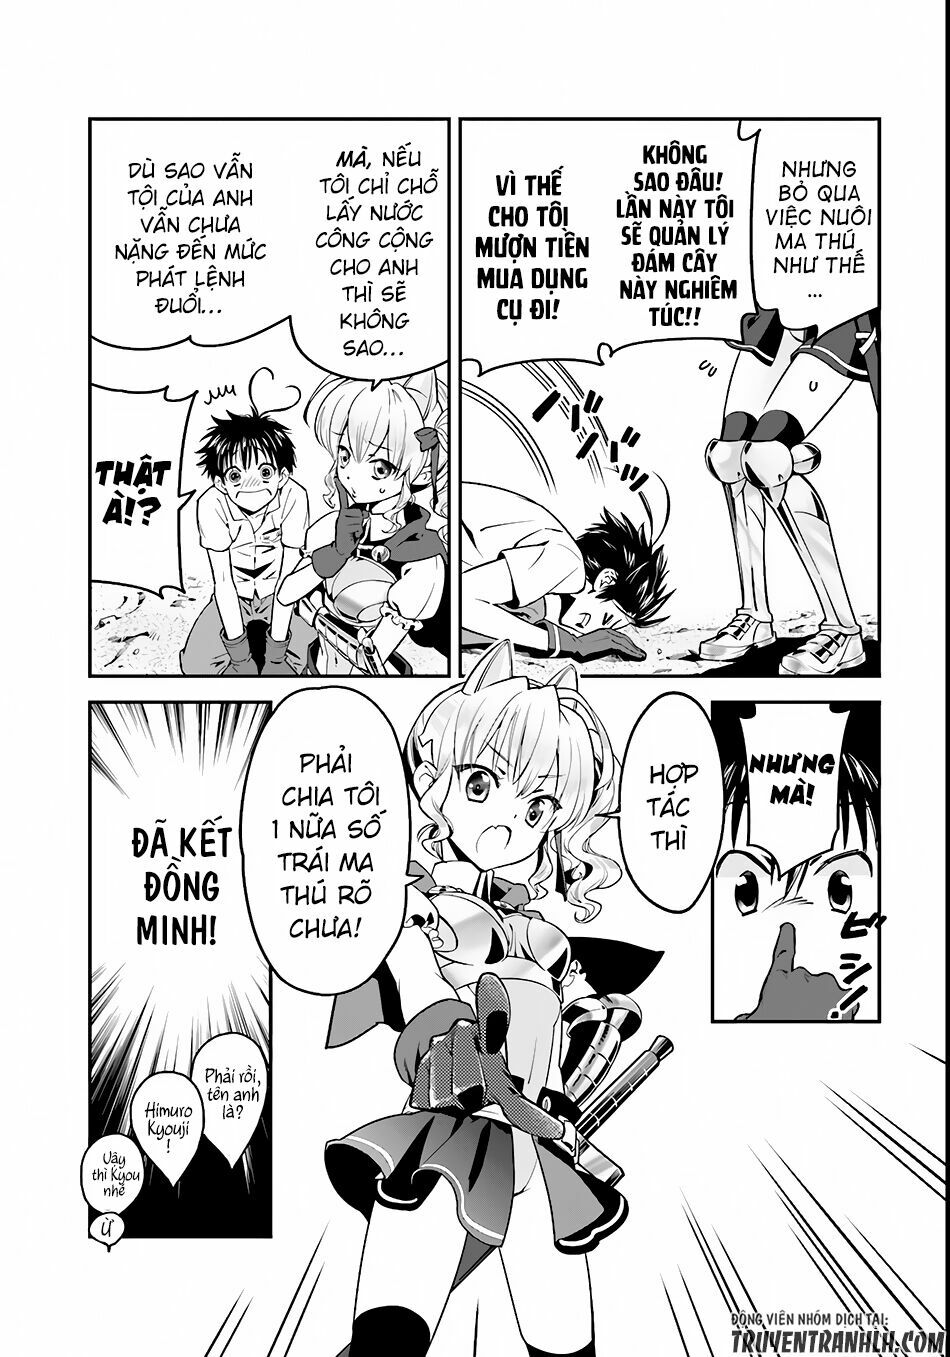 NHƯNG
BỎ QUA
VIỆC NUÔI
MA THÚ
NHƯ THẾ
...
KHÔNG
SAO ĐÂU!
LẦN NÀY TÔI
SẼ QUẢN LÝ
ĐÁM CÂY
NÀY NGHIÊM
TÚC!!
VÌ THẾ
CHO TÔI
MƯỢN TIỀN
MUA DỤNG
CỤ ĐI!
MÀ, NẾU
TÔI CHỈ CHỖ
LẤY NƯỚC
CÔNG CỘNG
CHO ANH
THÌ SẼ
KHÔNG
SAO...
DÙ SAO VẪN
TỘI CỦA ANH
VẪN CHƯA
NẶNG ĐẾN MỨC
PHÁT LỆNH
ĐUỔI...
THẬT
À!?
NHƯNG
MÀ!
ビシ
HỢP
TÁC THÌ
PHẢI
CHIA TÔI
1 NỮA SỐ
TRÁI MA
THÚ RÕ
CHƯA!
ĐÃ KẾT
ĐỒNG
MINH!
Phải rồi,
tên anh
là?
Himuro
Kyouji
!
Vậy
thì Kyou
nhé
Ừ
ĐỘNG VIÊN NHÓM DỊCH TẠI:
TRUYENTRANHLH.COM